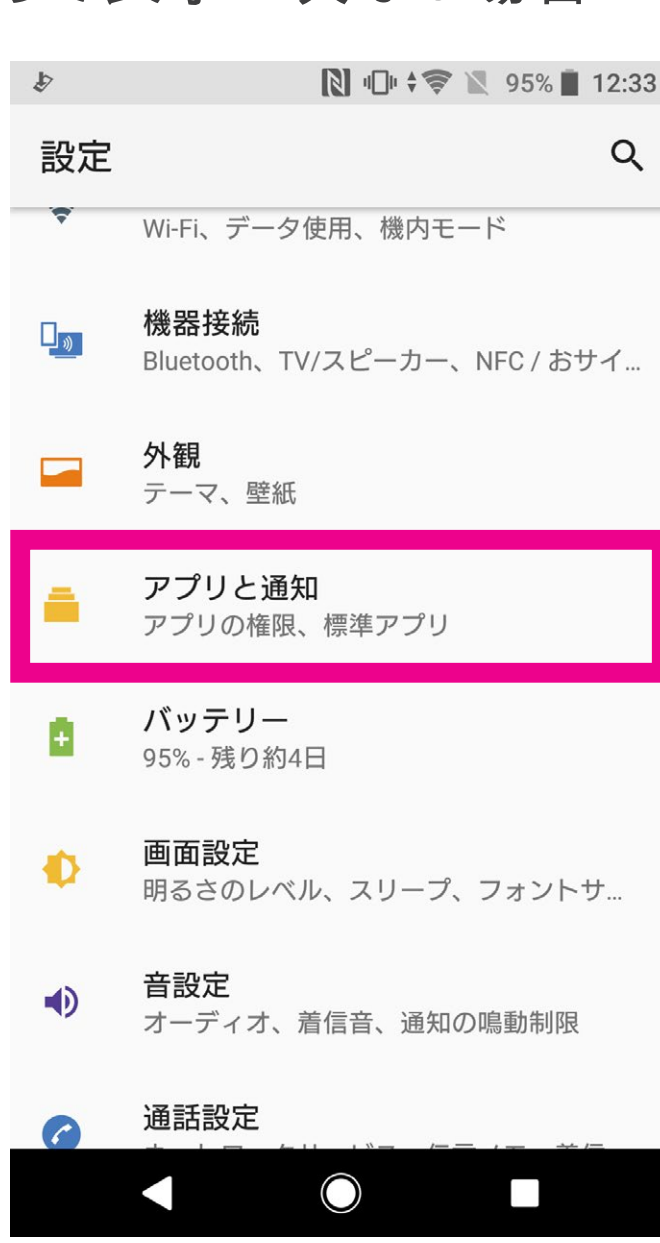 95% 12:33
設定
Wi-Fi、データ使用、機内モード
機器接続
Bluetooth、TV/スピーカー、NFC / おサイ...
外観
テーマ、壁紙
アプリと通知
アプリの権限、標準アプリ
バッテリー
95% - 残り約4日
画面設定
明るさのレベル、スリープ、フォントサ...
音設定
オーディオ、着信音、通知の鳴動制限
通話設定